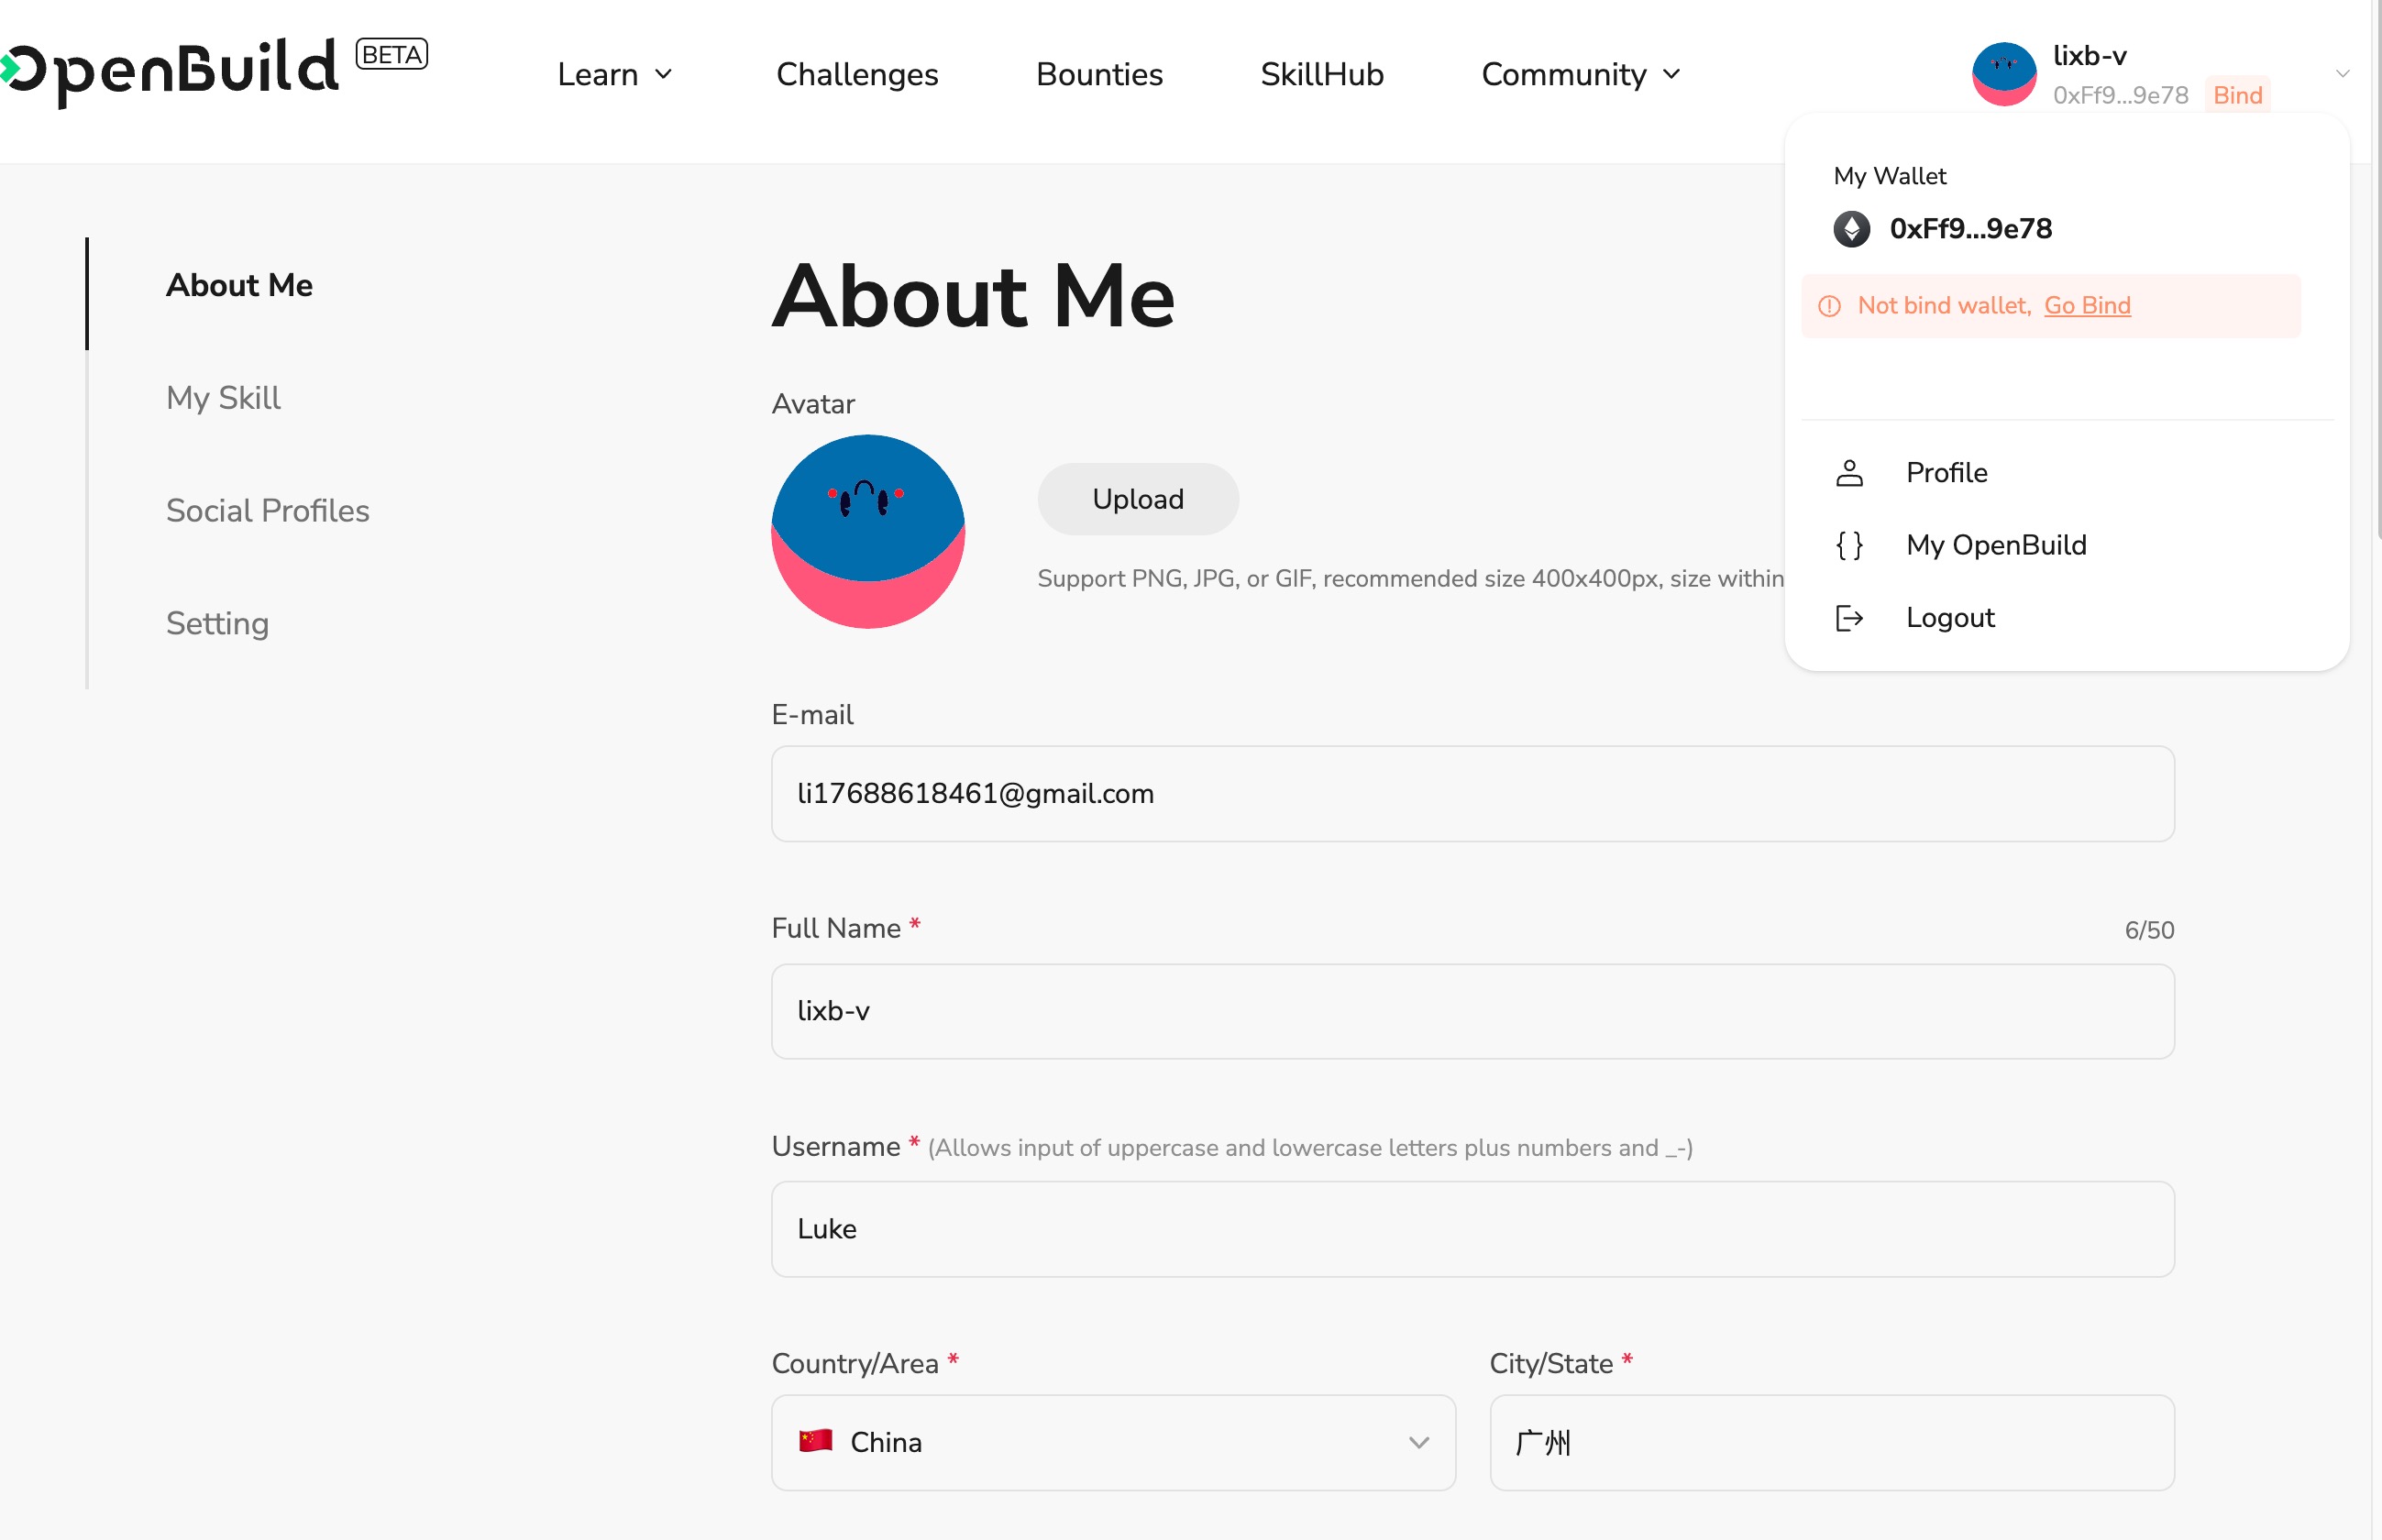 OpenBuild BETA
Learn Challenges Bounties SkillHub Community
lixb-v
0xFf9...9e78 Bind
My Wallet
0xFf9...9e78
Not bind wallet, Go Bind
Profile
My OpenBuild
Logout
About Me
My Skill
Social Profiles
Setting
About Me
Avatar
Upload
Support PNG, JPG, or GIF, recommended size 400x400px, size within
E-mail
li17688618461@gmail.com
Full Name * 6/50
lixb-v
Username * (Allows input of uppercase and lowercase letters plus numbers and _-)
Luke
Country/Area * City/State *
China 广州